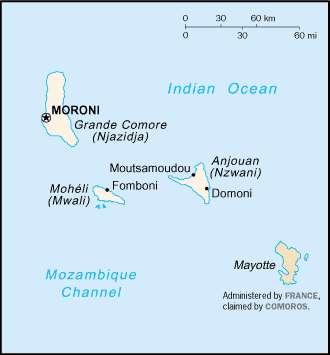 0 30 60 km
0 30 60 mi
Indian Ocean
MORONI
Grande Comore
(Njazidja)
Moutsamoudou
Anjouan
(Nzwani)
Mohéli
(Mwali)
Fomboni
Domoni
Mayotte
Mozambique
Channel
Administered by FRANCE,
claimed by COMOROS.